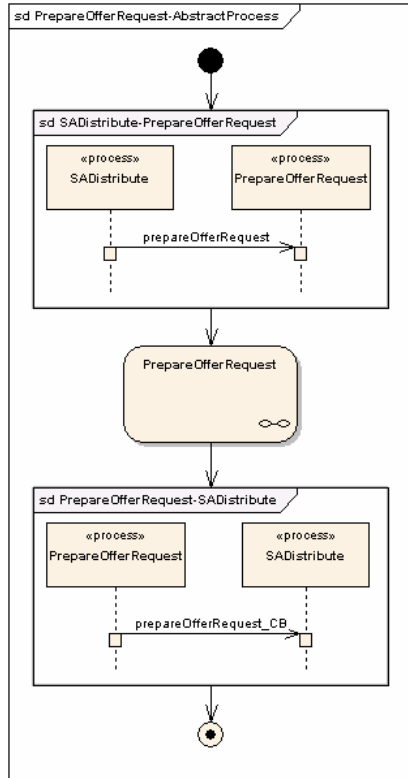 sd PrepareOfferRequest-AbstractProcess
sd SADistribute-PrepareOfferRequest
«process»
SADistribute
«process»
PrepareOfferRequest
prepareOfferRequest
PrepareOfferRequest
sd PrepareOfferRequest-SADistribute
«process»
PrepareOfferRequest
«process»
SADistribute
prepareOfferRequest_CB